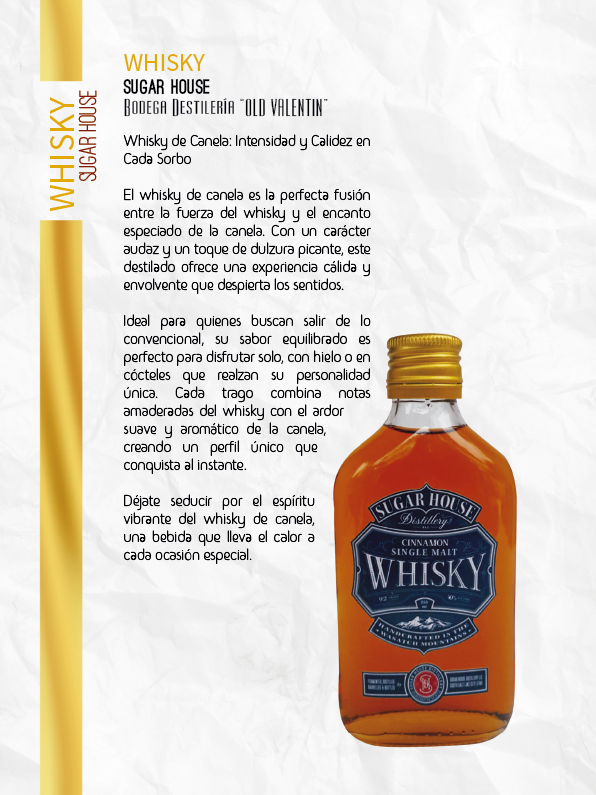 WHISKY
SUGAR HOUSE
WHISKY
SUGAR HOUSE
BODEGA DESTILERÍA "OLD VALENTIN"
Whisky de Canela: Intensidad y Calidez en
Cada Sorbo
El whisky de canela es la perfecta fusión
entre la fuerza del whisky y el encanto
especiado de la canela. Con un carácter
audaz y un toque de dulzura picante, este
destilado ofrece una experiencia cálida y
envolvente que despierta los sentidos.
Ideal para quienes buscan salir de lo
convencional, su sabor equilibrado es
perfecto para disfrutar solo, con hielo o en
cócteles que realzan su personalidad
única. Cada trago combina notas
amaderadas del whisky con el ardor
suave y aromático de la canela,
creando un perfil único que
conquista al instante.
Déjate seducir por el espíritu
vibrante del whisky de canela,
una bebida que lleva el calor a
cada ocasión especial.
SUGAR HOUSE
Distillery
CINNAMON
SINGLE MALT
WHISKY
HANDCRAFTED IN THE
WASATCH MOUNTAINS